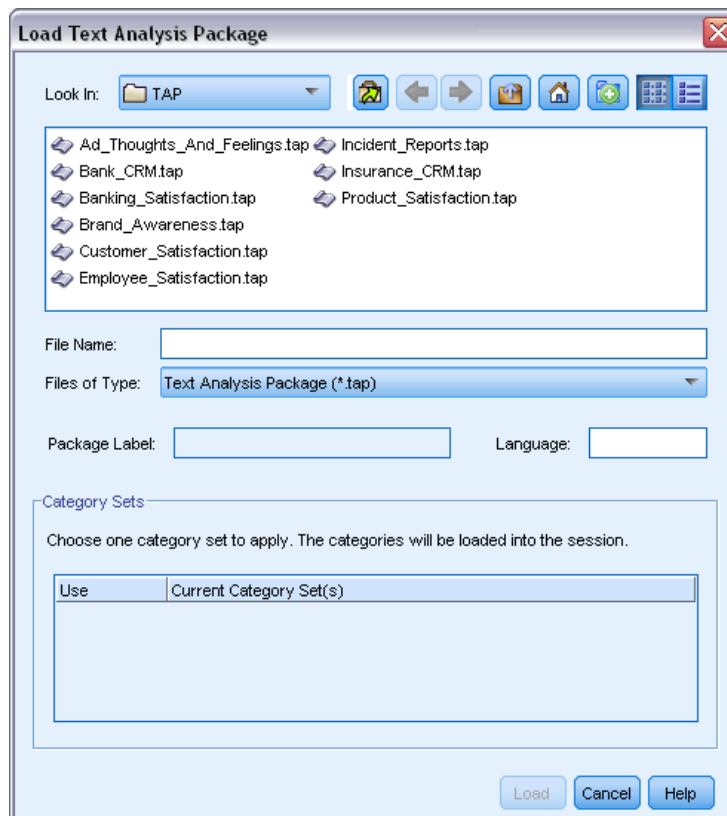 Load Text Analysis Package
Look In: TAP
Ad_Thoughts_And_Feelings.tap Incident_Reports.tap
Bank_CRM.tap Insurance_CRM.tap
Banking_Satisfaction.tap Product_Satisfaction.tap
Brand_Awareness.tap
Customer_Satisfaction.tap
Employee_Satisfaction.tap
File Name:
Files of Type: Text Analysis Package (*.tap)
Package Label: Language:
Category Sets
Choose one category set to apply. The categories will be loaded into the session.
Use Current Category Set(s)
Load Cancel Help